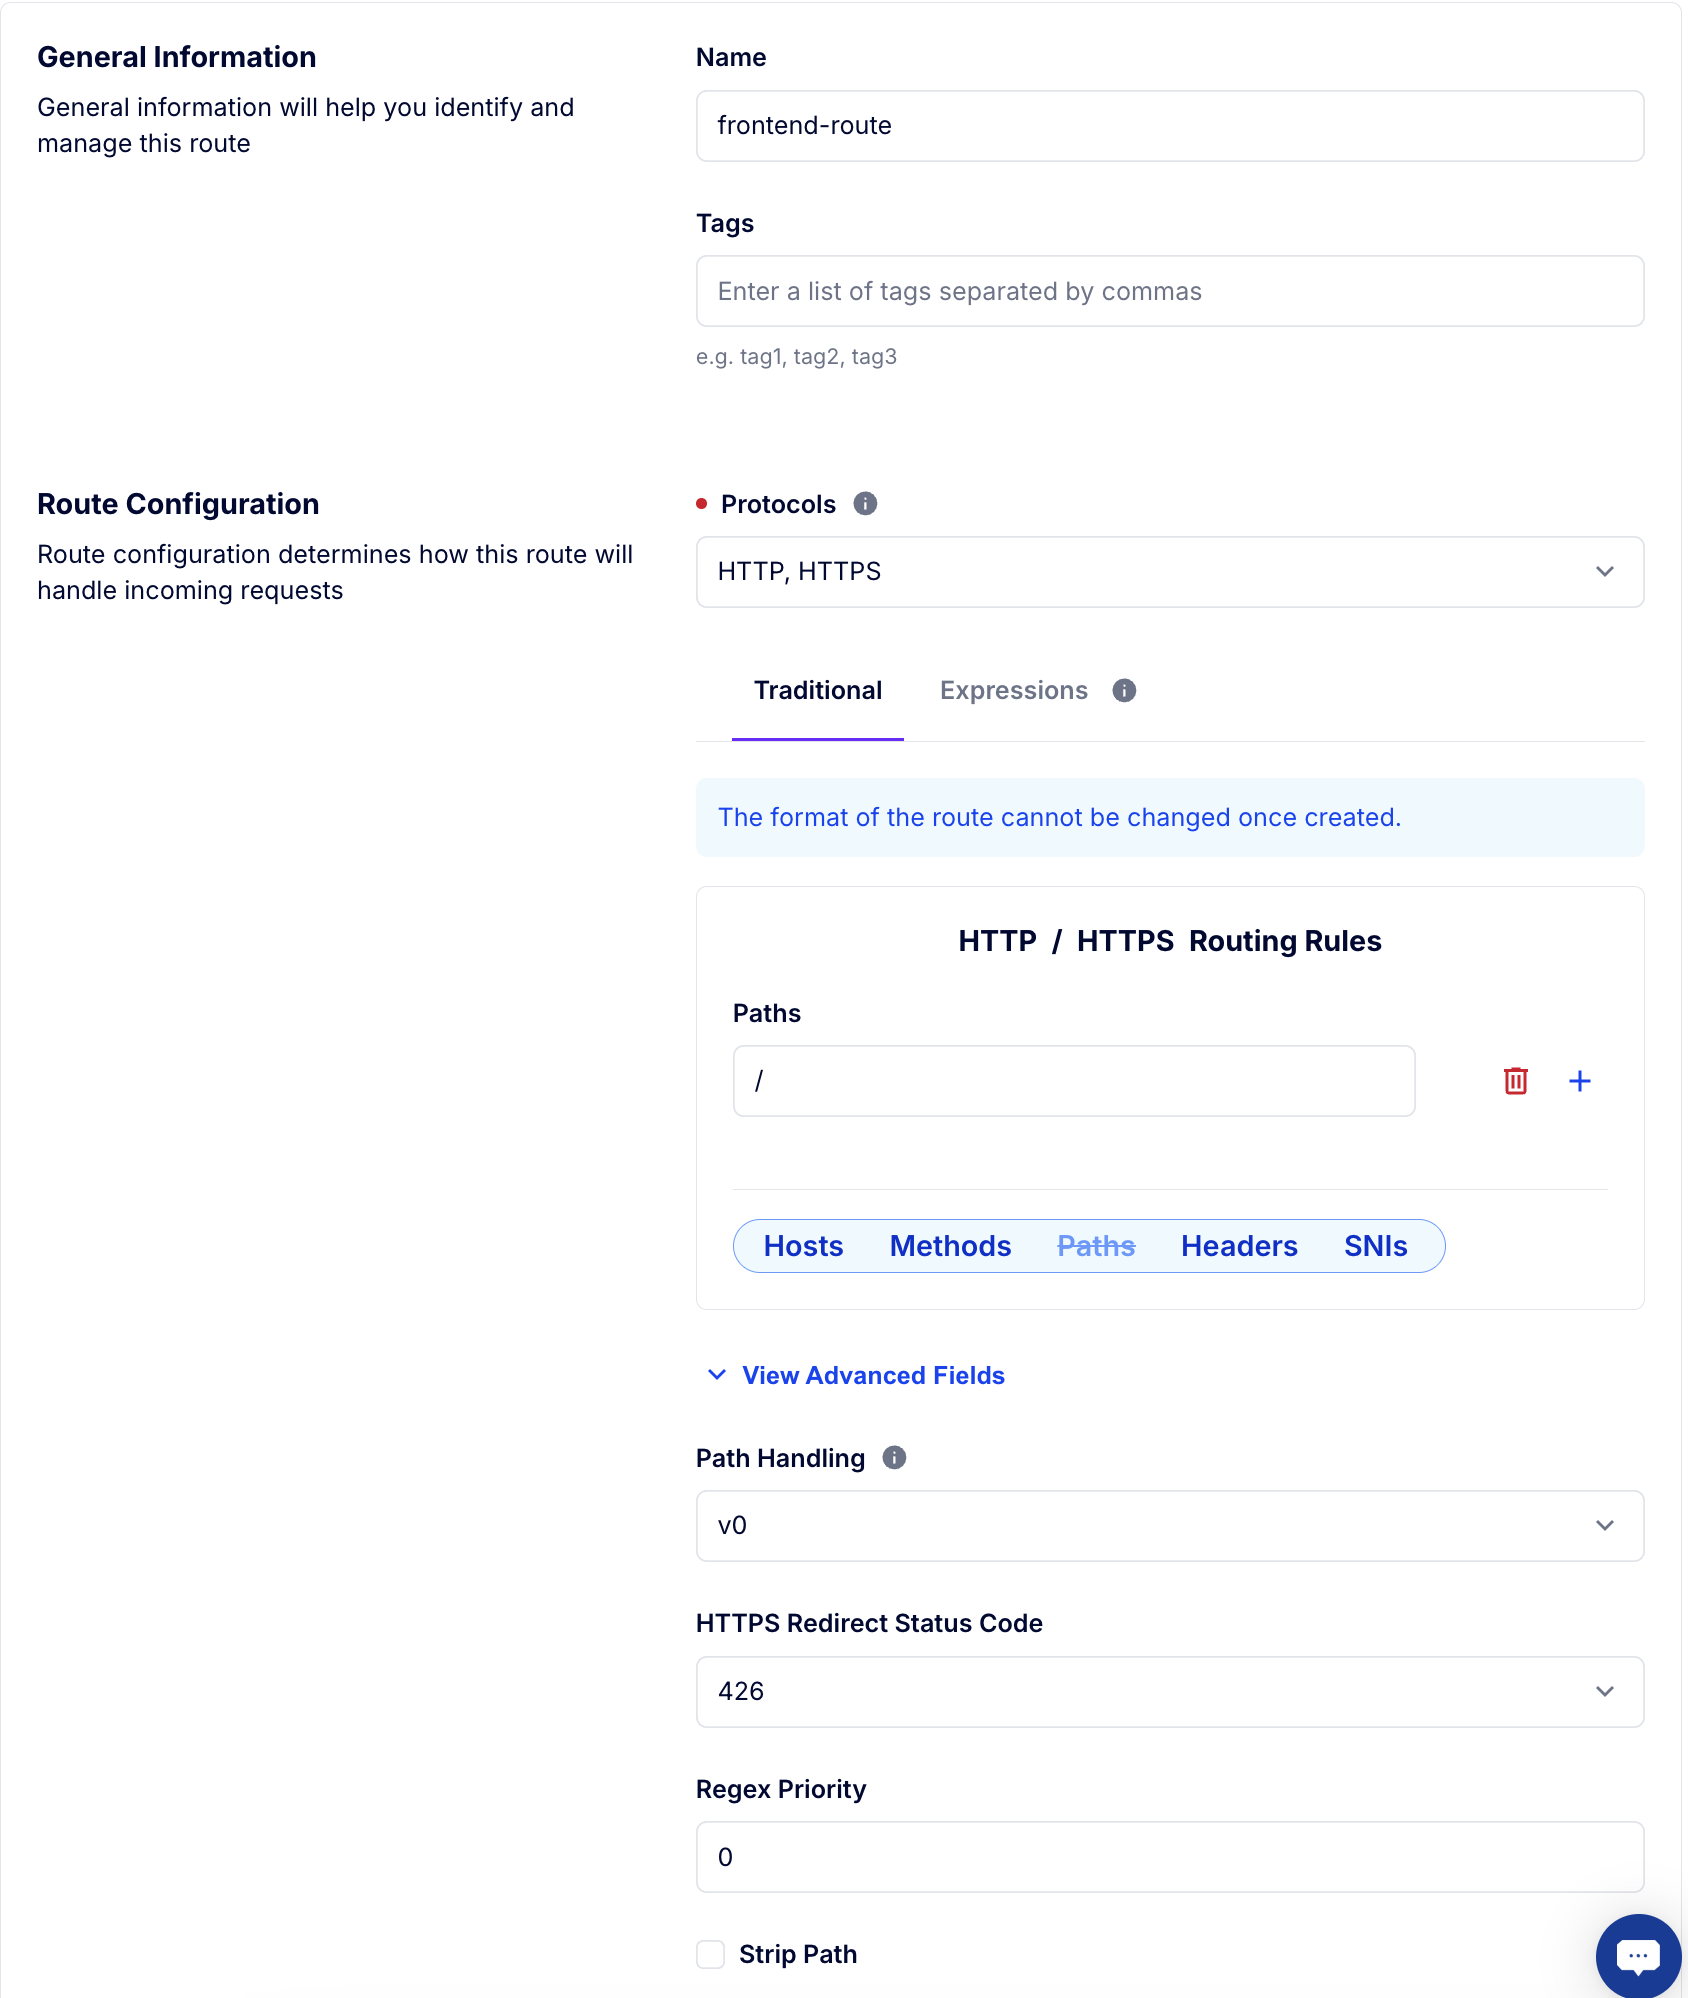 General Information
General information will help you identify and
manage this route
Name
frontend-route
Tags
Enter a list of tags separated by commas
e.g. tag1, tag2, tag3
Route Configuration
Route configuration determines how this route will
handle incoming requests
Protocols
HTTP, HTTPS
Traditional Expressions
The format of the route cannot be changed once created.
HTTP / HTTPS Routing Rules
Paths
/
Hosts Methods Paths Headers SNIs
View Advanced Fields
Path Handling
v0
HTTPS Redirect Status Code
426
Regex Priority
0
Strip Path